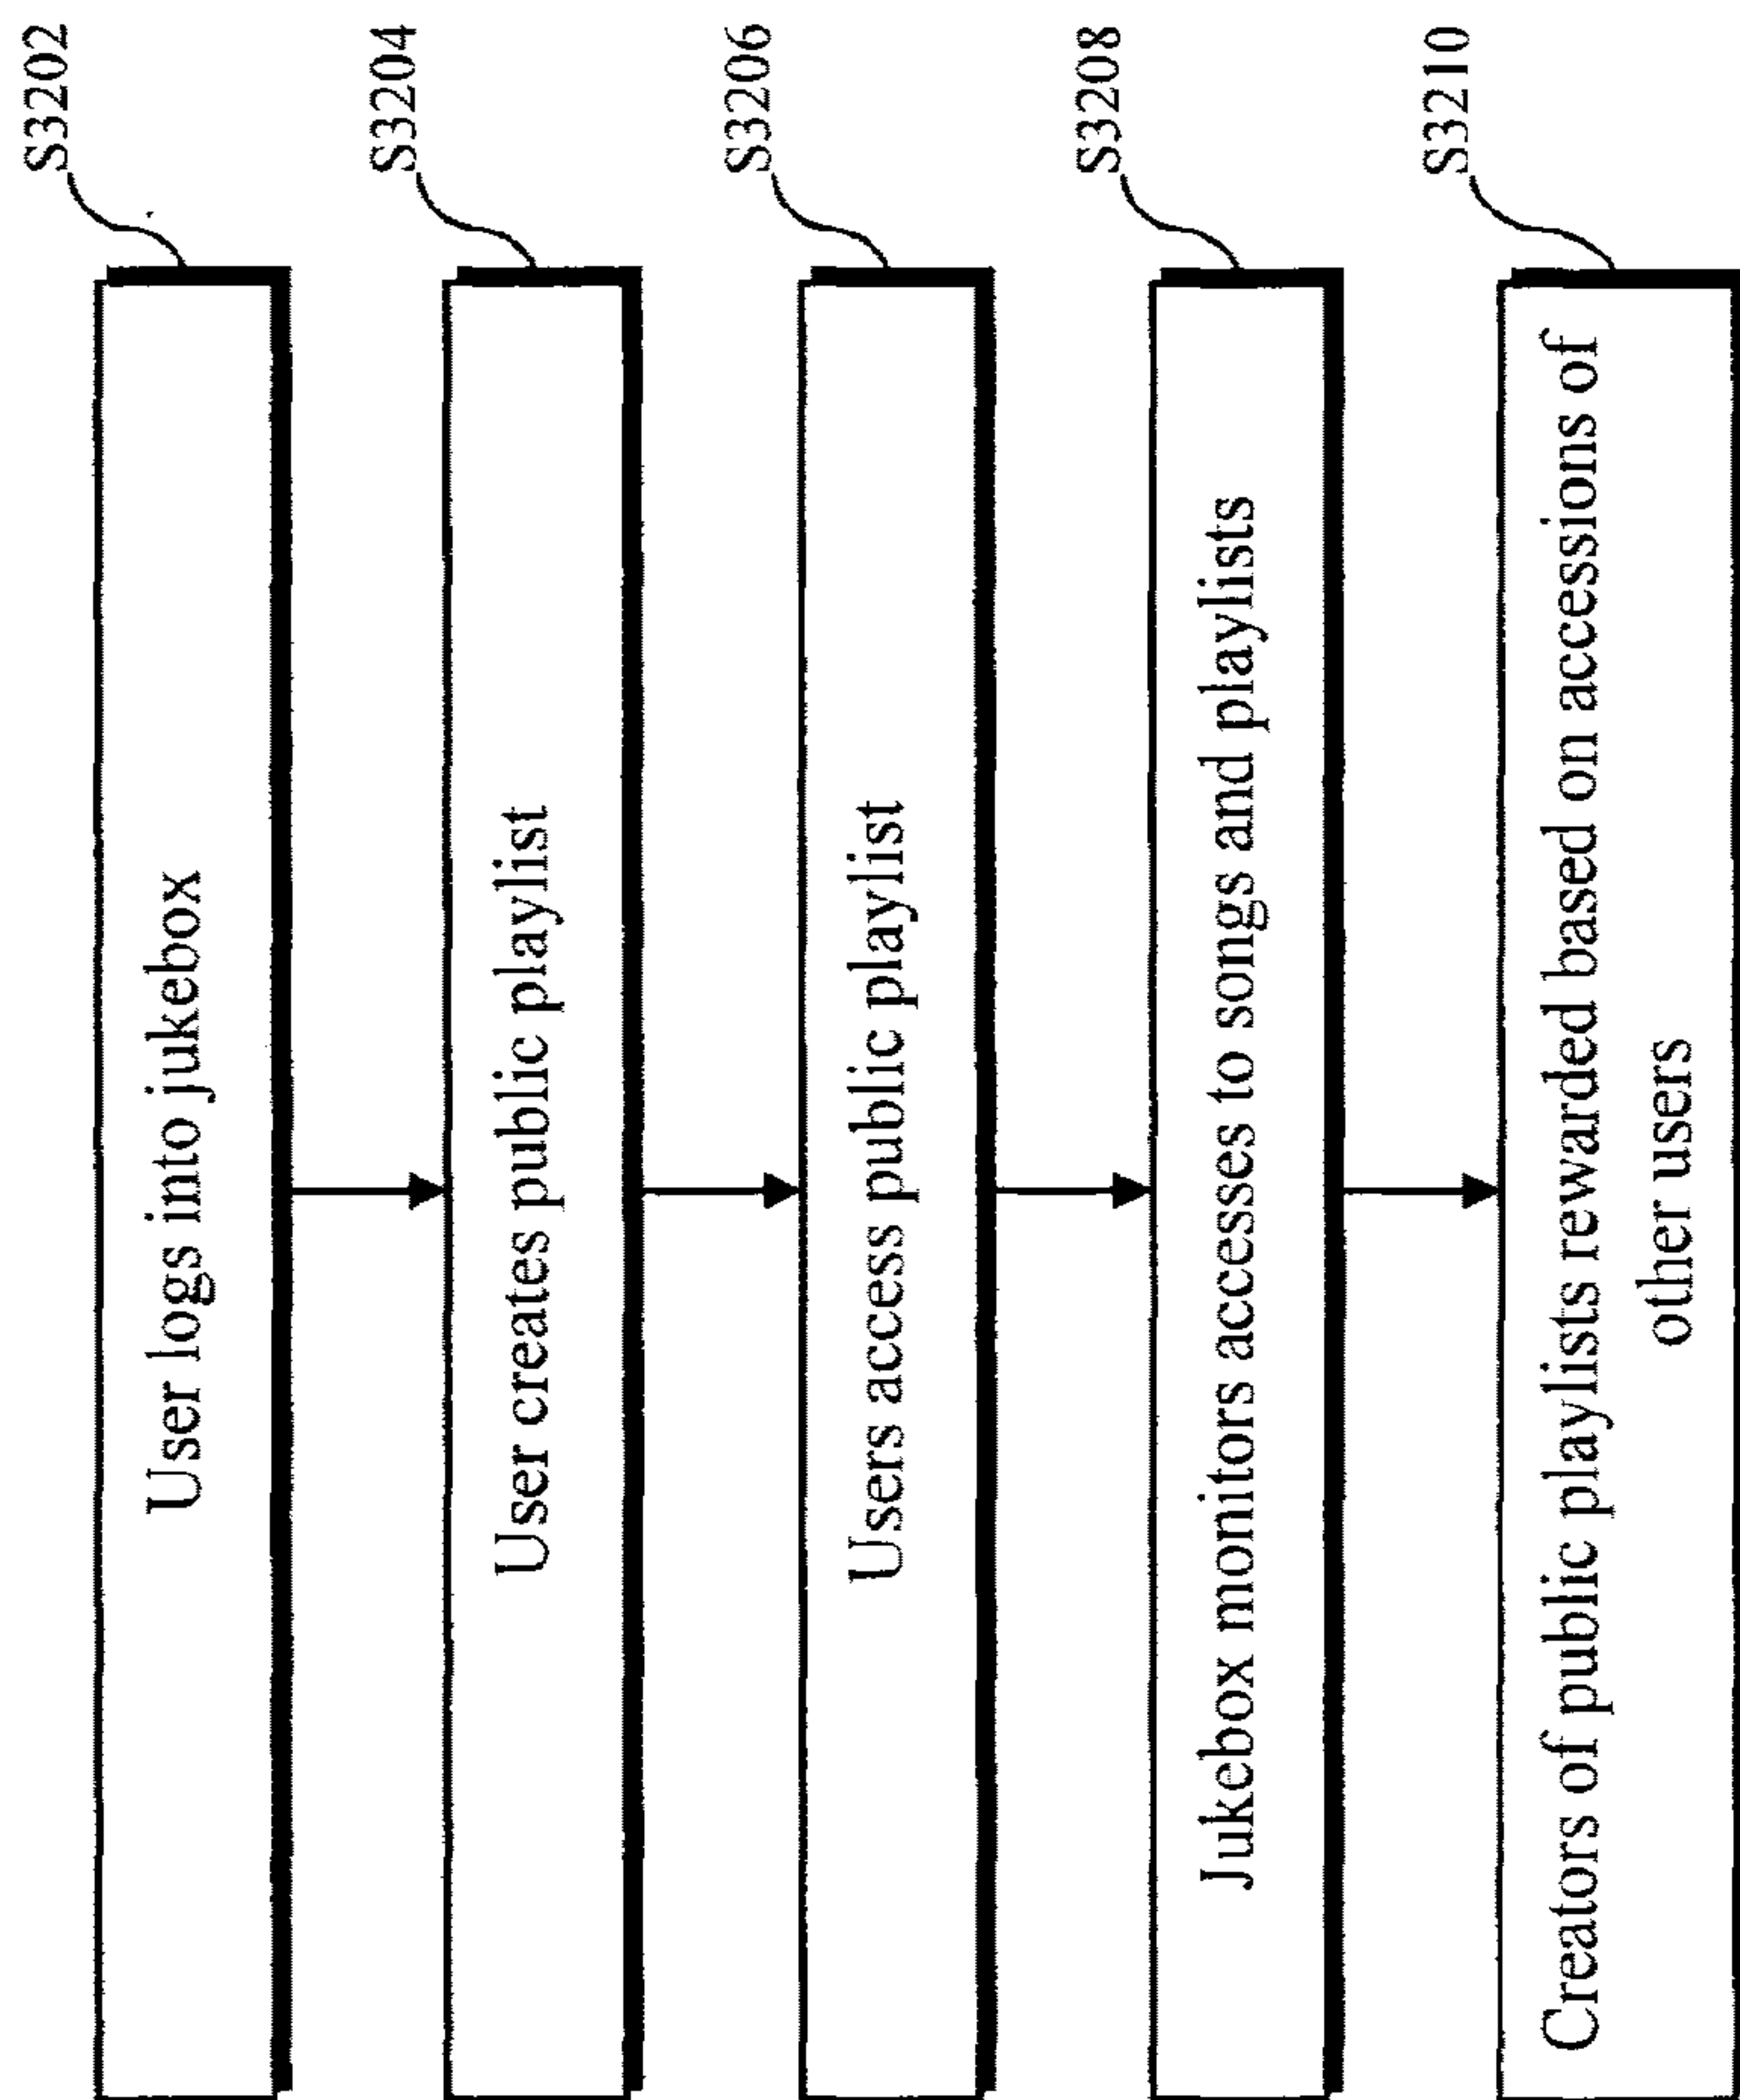 User logs into jukebox
S3202
User creates public playlist
S3204
Users access public playlist
S3206
Jukebox monitors accesses to songs and playlists
S3208
Creators of public playlists rewarded based on accessions of
other users
S3210